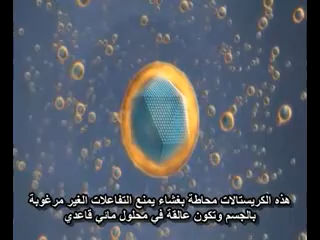 هذه الكريستالات محاطة بغشاء يمنع التفاعلات الغير مرغوبة
بالجسم وتكون عالقة في محلول مائي قاعدي